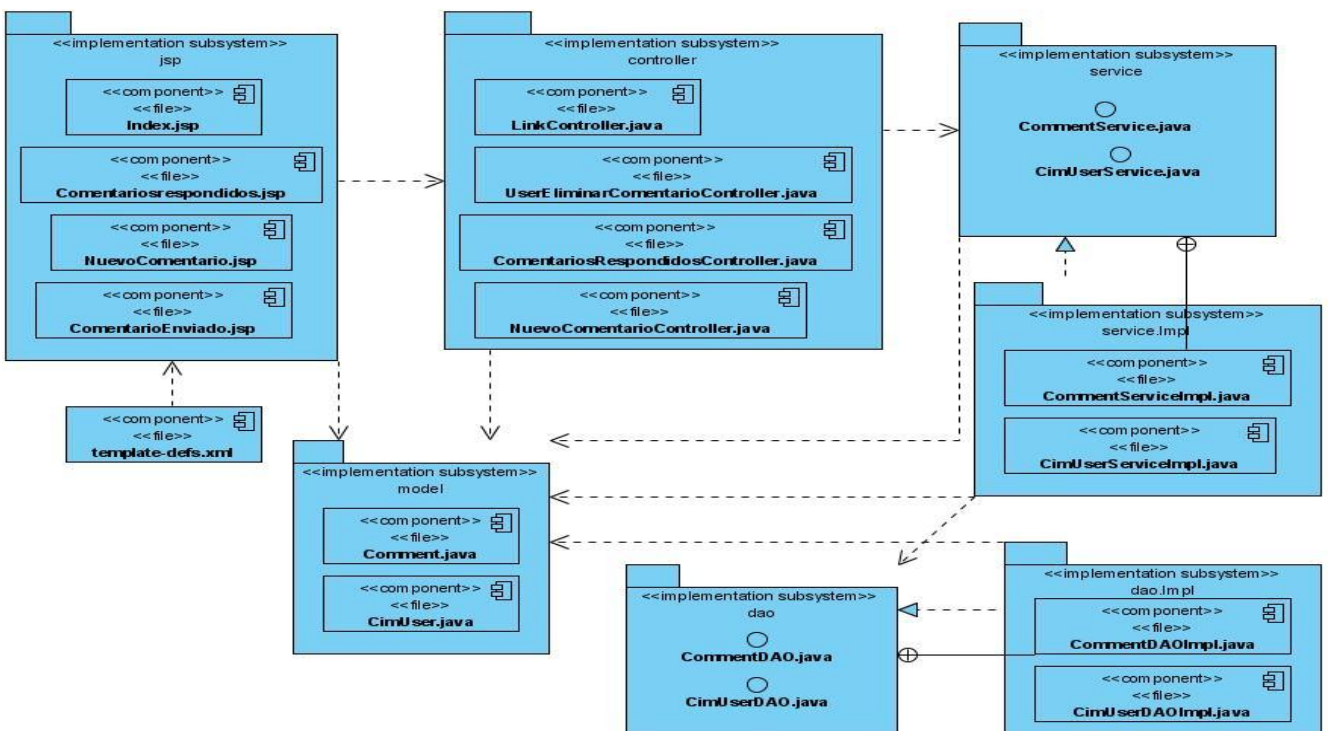 <<implementation subsystem>>
jsp
<<component>>
<<file>>
Index.jsp
<<component>>
<<file>>
Comentariosrespondidos.jsp
<<component>>
<<file>>
NuevoComentario.jsp
<<component>>
<<file>>
ComentarioEnviado.jsp
<<component>>
<<file>>
template-defs.xml
<<implementation subsystem>>
controller
<<component>>
<<file>>
LinkController.java
<<component>>
<<file>>
UserEliminarComentarioController.java
<<component>>
<<file>>
ComentariosRespondidosController.java
<<component>>
<<file>>
NuevoComentarioController.java
<<implementation subsystem>>
service
CommentService.java
CimUserService.java
<<implementation subsystem>>
service.Impl
<<component>>
<<file>>
CommentServiceImpl.java
<<component>>
<<file>>
CimUserServiceImpl.java
<<implementation subsystem>>
model
<<component>>
<<file>>
Comment.java
<<component>>
<<file>>
CimUser.java
<<implementation subsystem>>
dao
CommentDAO.java
CimUserDAO.java
<<implementation subsystem>>
dao.Impl
<<component>>
<<file>>
CommentDAOImpl.java
<<component>>
<<file>>
CimUserDAOImpl.java